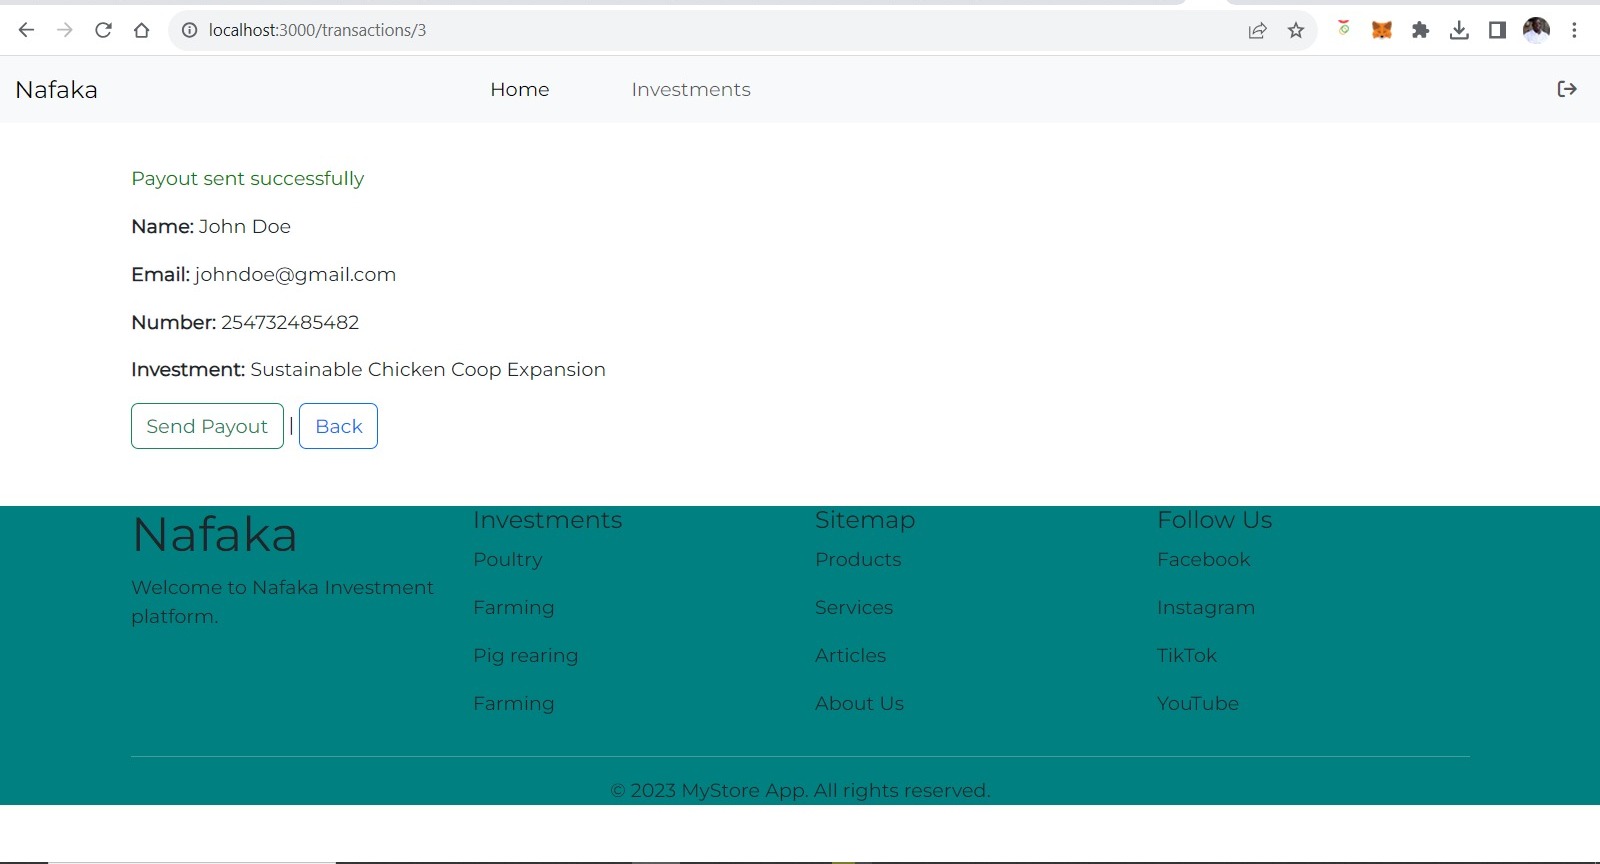 localhost:3000/transactions/3
Nafaka
Home
Investments
Payout sent successfully
Name: John Doe
Email: johndoe@gmail.com
Number: 254732485482
Investment: Sustainable Chicken Coop Expansion
Send Payout | Back
Nafaka
Welcome to Nafaka Investment
platform.
Investments
Poultry
Farming
Pig rearing
Farming
Sitemap
Products
Services
Articles
About Us
Follow Us
Facebook
Instagram
TikTok
YouTube
© 2023 MyStore App. All rights reserved.